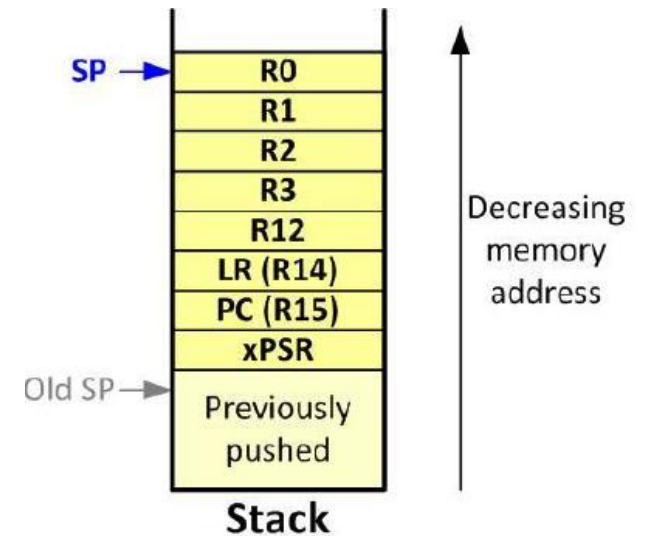 SP
R0
R1
R2
R3
R12
LR (R14)
PC (R15)
xPSR
Old SP
Previously
pushed
Stack
Decreasing
memory
address